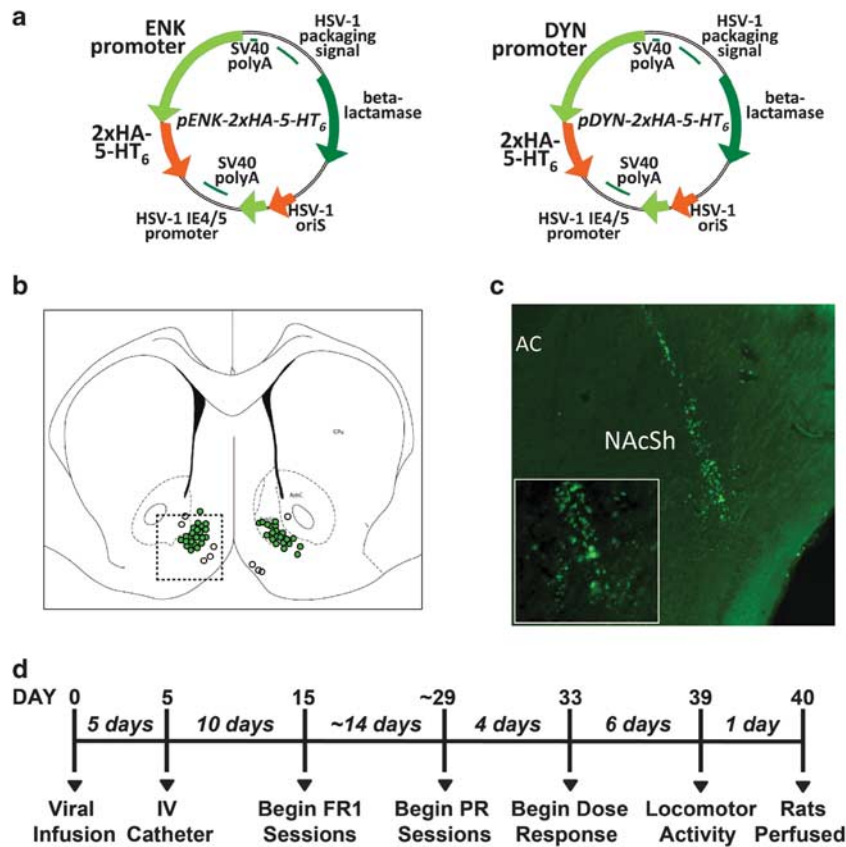 a
ENK
promoter
SV40
polyA
HSV-1
packaging
signal
beta-
lactamase
pENK-2xHA-5-HT6
2xHA-
5-HT6
SV40
polyA
HSV-1 IE4/5
promoter
HSV-1
oriS
DYN
promoter
SV40
polyA
HSV-1
packaging
signal
beta-
lactamase
pDYN-2xHA-5-HT6
2xHA-
5-HT6
SV40
polyA
HSV-1 IE4/5
promoter
HSV-1
oriS
b
CPu
c
AC
NAcSh
d
DAY 0 5 15 ~29 33 39 40
5 days 10 days ~14 days 4 days 6 days 1 day
Viral
Infusion
IV
Catheter
Begin FR1
Sessions
Begin PR
Sessions
Begin Dose
Response
Locomotor
Activity
Rats
Perfused